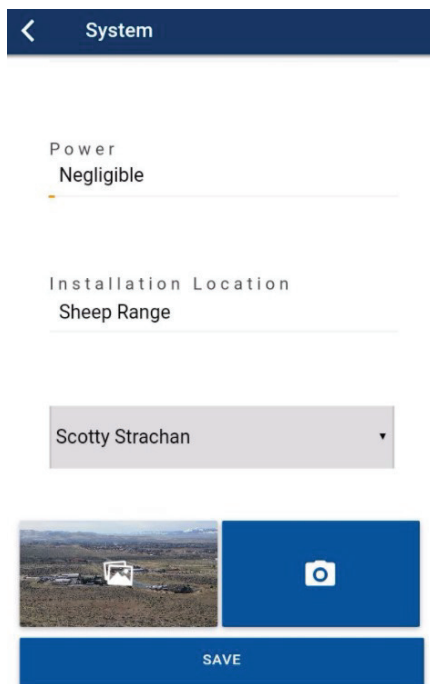 System
Power
Negligible
Installation Location
Sheep Range
Scotty Strachan
SAVE